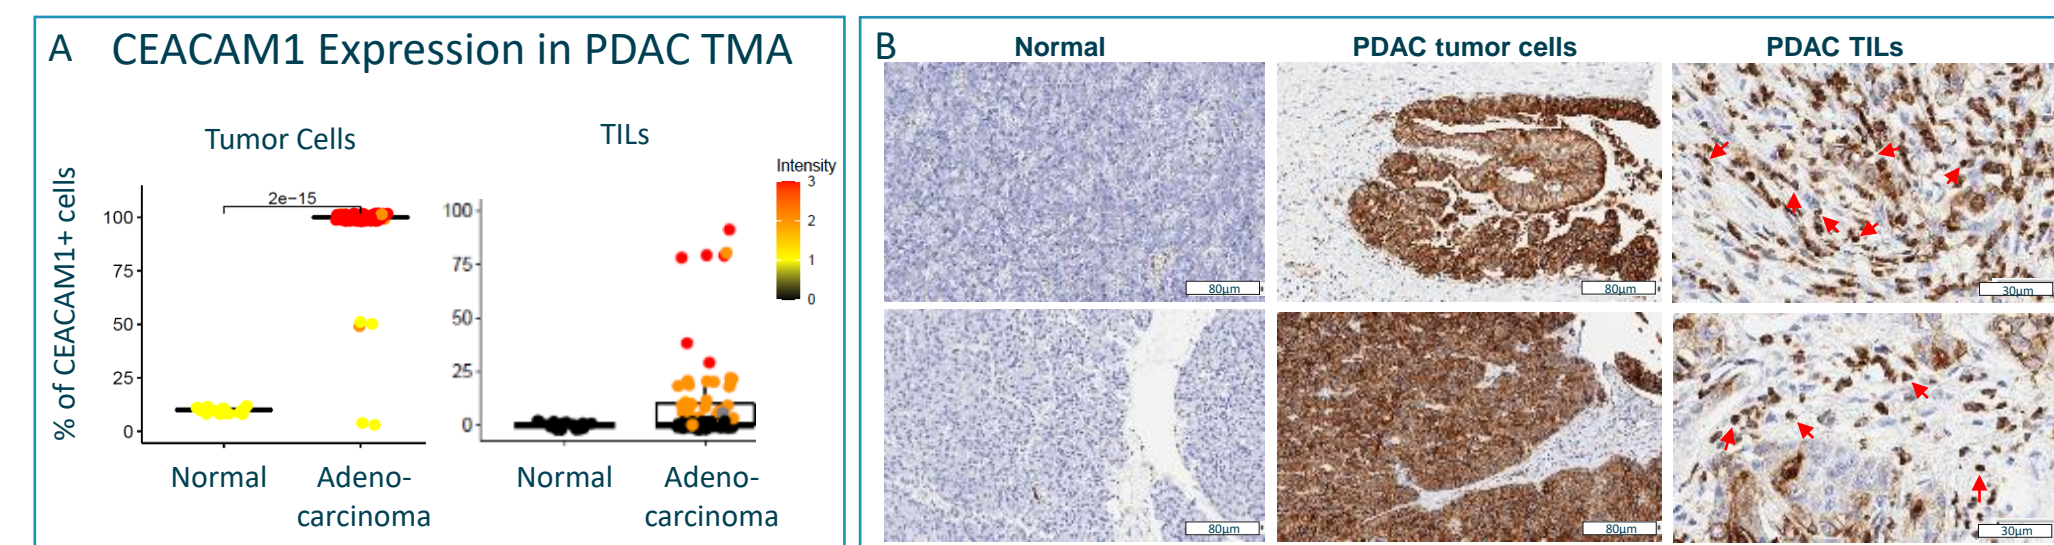 A CEACAM1 Expression in PDAC TMA
Tumor Cells
TILs
% of CEACAM1+ cells
100
75
50
25
0
2e−15
Normal
Adeno-
carcinoma
100
75
50
25
0
Normal
Adeno-
carcinoma
Intensity
3
2
1
0
B
Normal
PDAC tumor cells
PDAC TILs
80µm
80µm
30µm
80µm
80µm
30µm